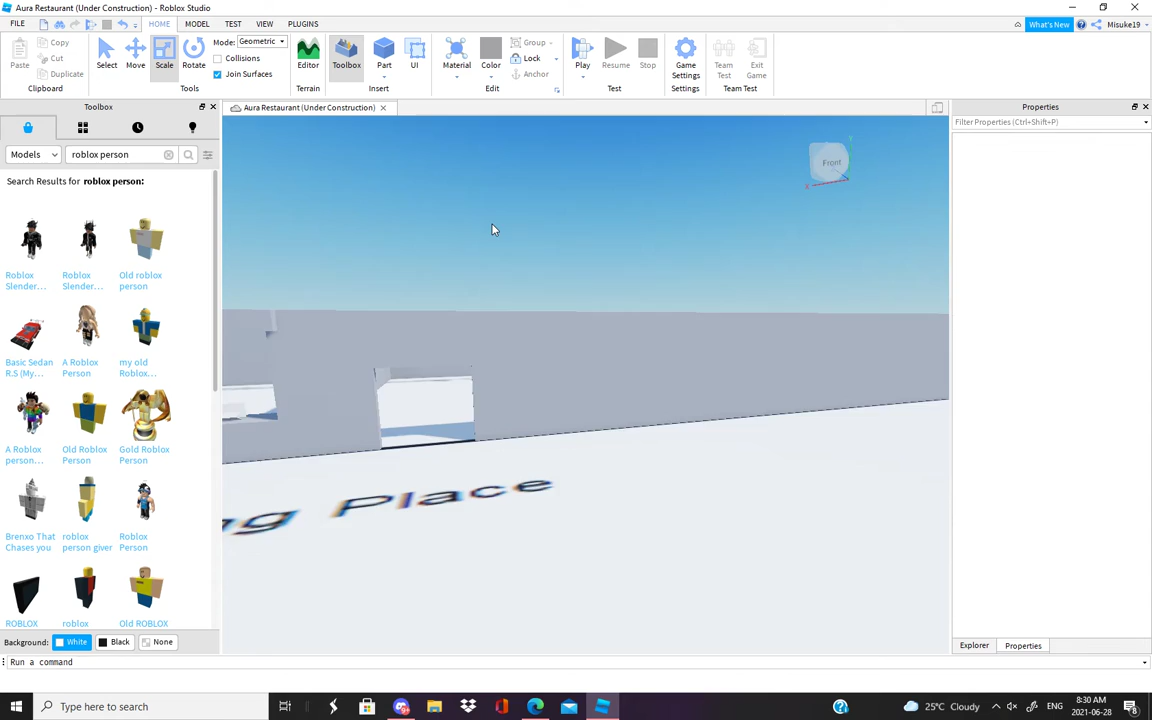 Aura Restaurant (Under Construction) - Roblox Studio
FILE HOME MODEL TEST VIEW PLUGINS What's New Misuke19
Paste Copy Cut Duplicate Clipboard
Select Move Scale Rotate Mode: Geometric Collisions Join Surfaces Tools
Editor Terrain
Toolbox Part UI Insert
Material Color Group Lock Anchor Edit
Play Resume Stop Test
Game Settings Settings
Team Test Exit Game Team Test
Toolbox
Aura Restaurant (Under Construction)
Properties
Models roblox person
Filter Properties (Ctrl+Shift+P)
Search Results for roblox person:
Front
X
Roblox Slender... Roblox Slender... Old roblox person
Basic Sedan R.S (My... A Roblox Person my old Roblox...
A Roblox person... Old Roblox Person Gold Roblox Person
Brenxo That Chases you roblox person giver Roblox Person
ROBLOX roblox Old ROBLOX
ng Place
Background: White Black None
Explorer Properties
Run a command
Type here to search
25°C Cloudy ENG 8:30 AM 2021-06-28 8